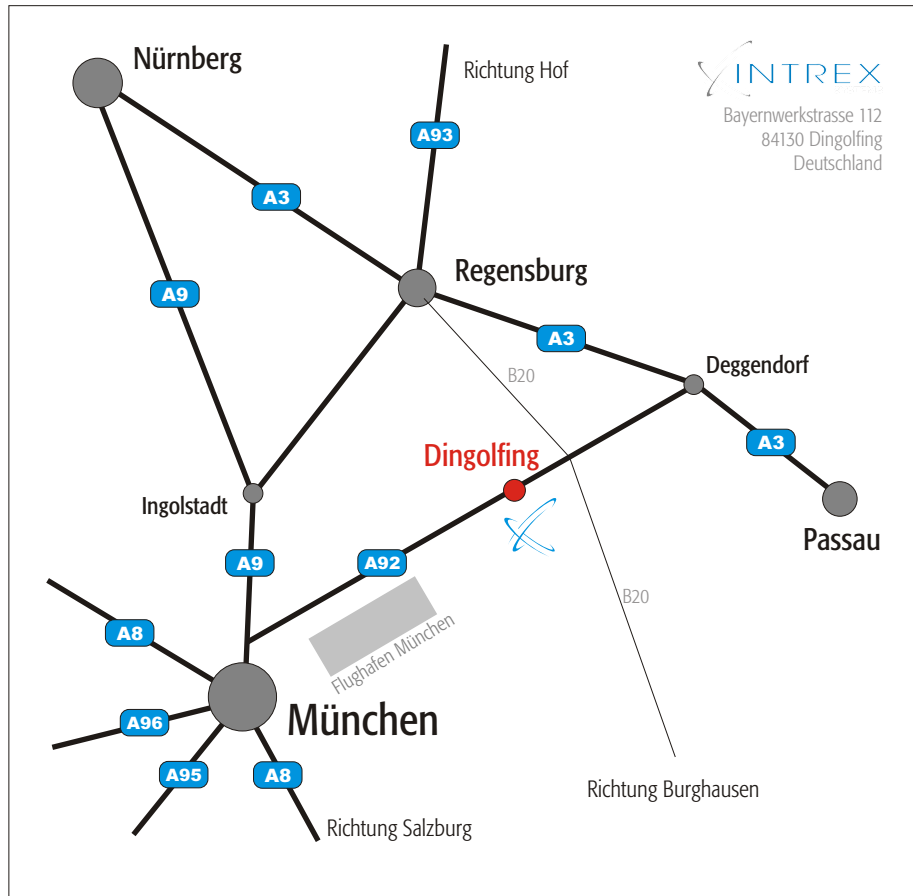 Nürnberg
Richtung Hof
INTREX
Bayernwerkstrasse 112
84130 Dingolfing
Deutschland
A93
A3
Regensburg
A9
A3
Deggendorf
B20
A3
Dingolfing
Ingolstadt
Passau
A9
A92
B20
A8
Flughafen München
München
A96
A95
A8
Richtung Burghausen
Richtung Salzburg